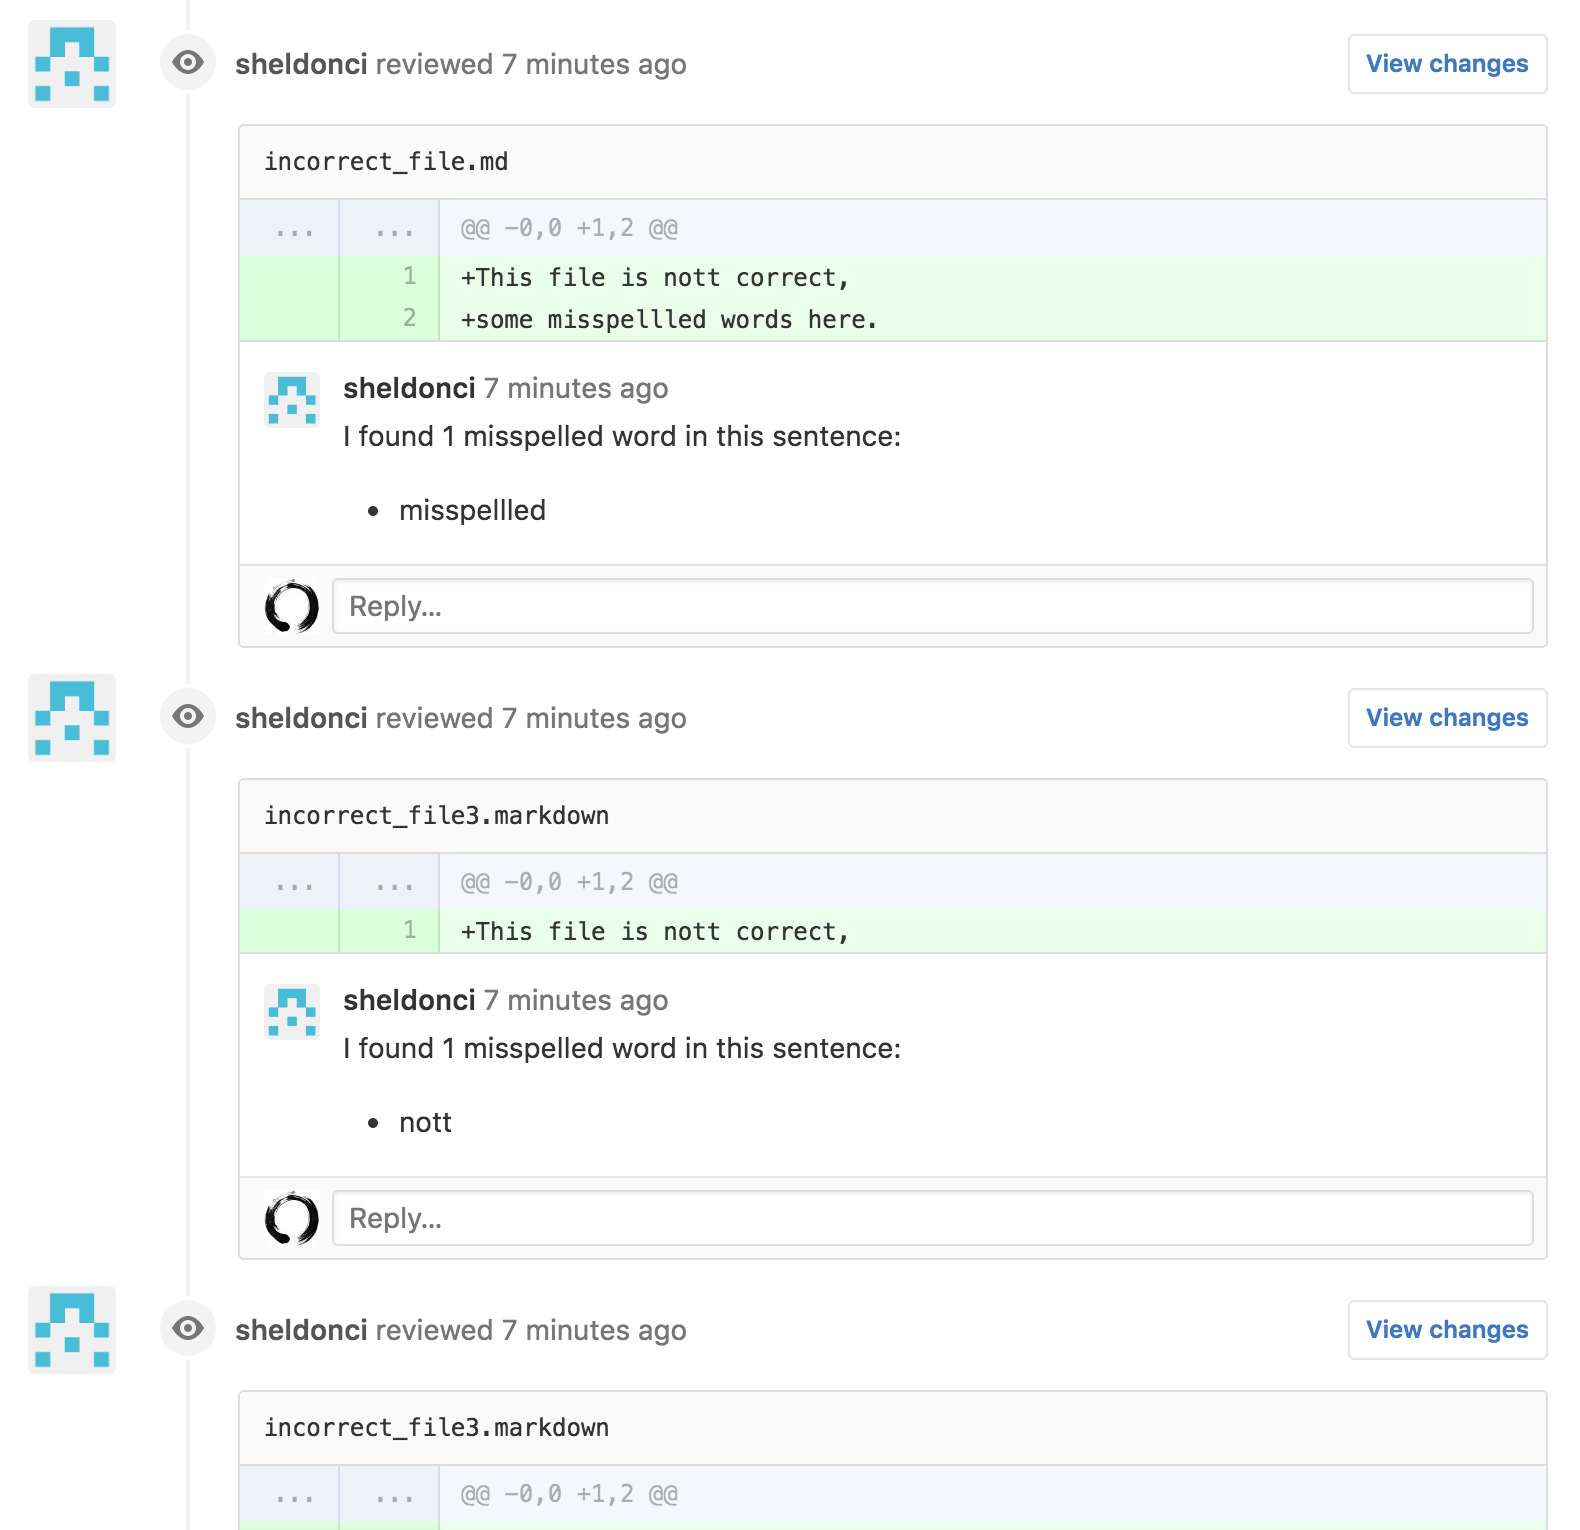 sheldonci reviewed 7 minutes ago
View changes
incorrect_file.md
... ... @@ -0,0 +1,2 @@
1 +This file is nott correct,
2 +some misspellled words here.
sheldonci 7 minutes ago
I found 1 misspelled word in this sentence:
• misspellled
Reply...
sheldonci reviewed 7 minutes ago
View changes
incorrect_file3.markdown
... ... @@ -0,0 +1,2 @@
1 +This file is nott correct,
sheldonci 7 minutes ago
I found 1 misspelled word in this sentence:
• nott
Reply...
sheldonci reviewed 7 minutes ago
View changes
incorrect_file3.markdown
... ... @@ -0,0 +1,2 @@